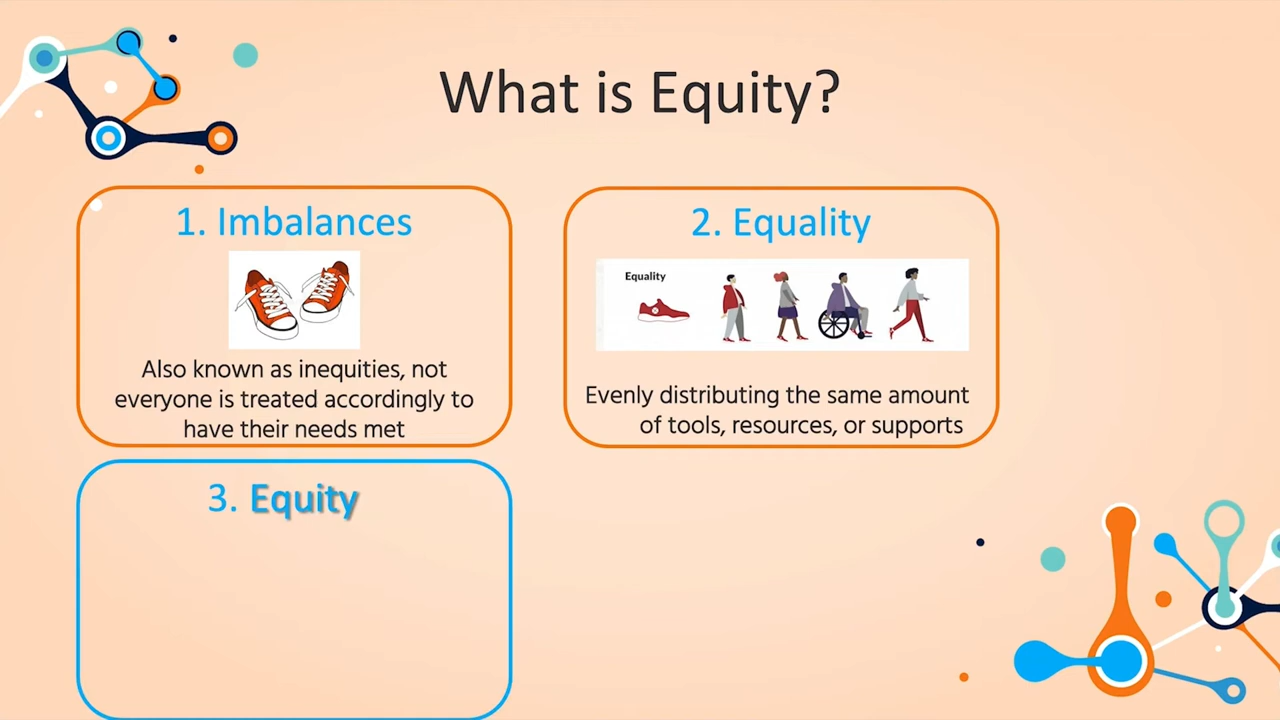 What is Equity?
1. Imbalances
Also known as inequities, not
everyone is treated accordingly to
have their needs met
2. Equality
Equality
Evenly distributing the same amount
of tools, resources, or supports
3. Equity